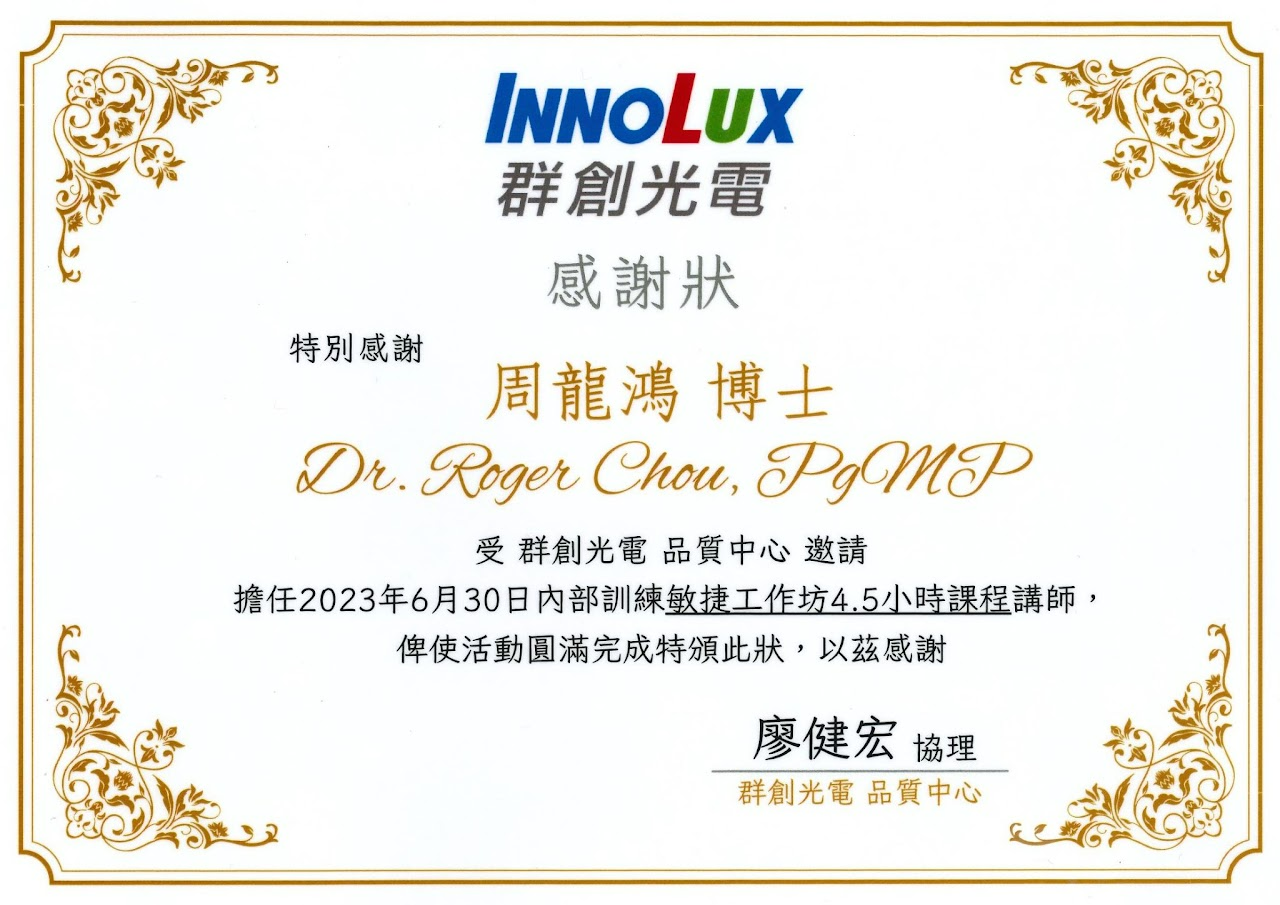 INNOLUX
群創光電
感謝狀
特別感謝
周龍鴻 博士
Dr. Roger Chou, PgMP
受 群創光電 品質中心 邀請
擔任2023年6月30日內部訓練敏捷工作坊4.5小時課程講師，
俾使活動圓滿完成特頒此狀，以茲感謝
廖健宏 協理
群創光電 品質中心